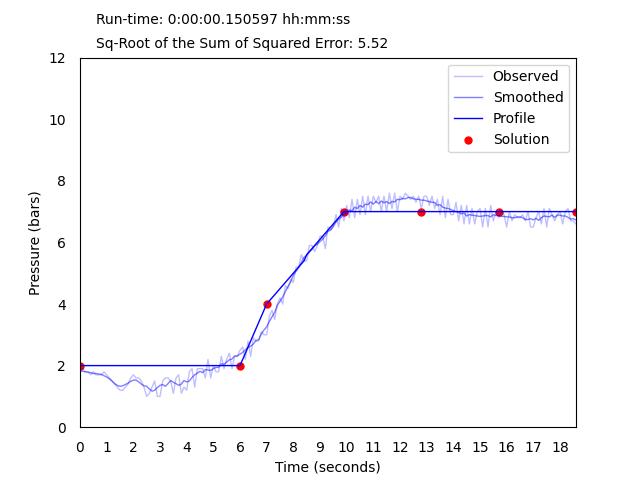 Run-time: 0:00:00.150597 hh:mm:ss
Sq-Root of the Sum of Squared Error: 5.52
Observed
Smoothed
Profile
Solution
12
10
8
6
4
2
0
Pressure (bars)
0 1 2 3 4 5 6 7 8 9 10 11 12 13 14 15 16 17 18
Time (seconds)